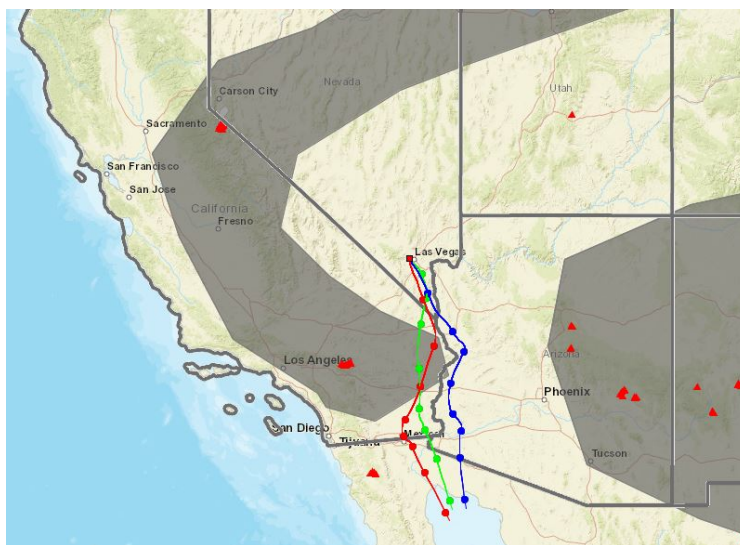 Nevada
Carson City
Utah
Sacramento
San Francisco
San Jose
California
Fresno
Las Vegas
Los Angeles
Arizona
Phoenix
San Diego
Tijuana
Tucson